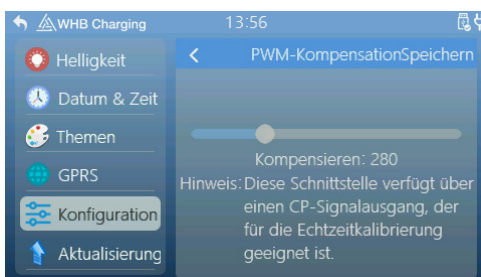 WHB Charging
13:56
Helligkeit
Datum & Zeit
Themen
GPRS
Konfiguration
Aktualisierung
PWM-KompensationSpeichern
Kompensieren: 280
Hinweis: Diese Schnittstelle verfügt über
einen CP-Signalausgang, der
für die Echtzeitkalibrierung
geeignet ist.